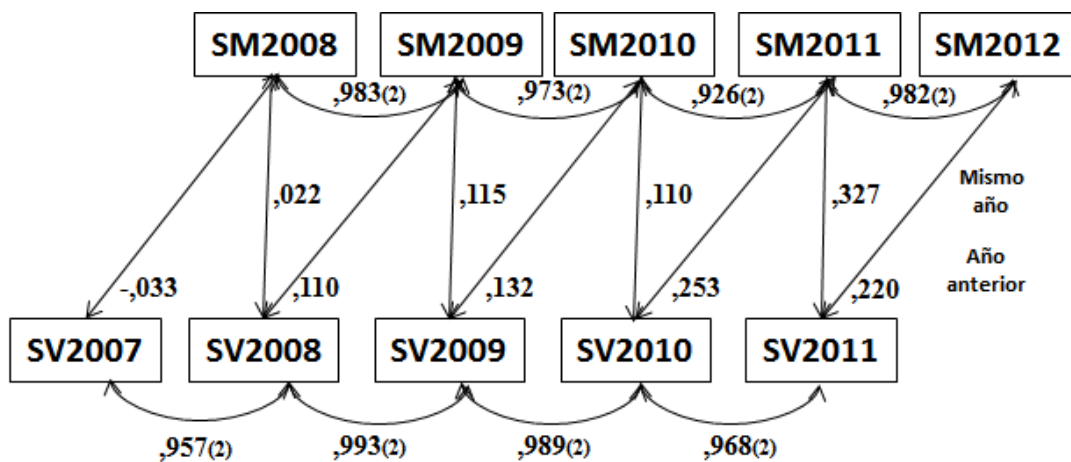 SM2008 SM2009 SM2010 SM2011 SM2012
,983(2) ,973(2) ,926(2) ,982(2)
,022 ,115 ,110 ,327 Mismo
año
-,033 ,110 ,132 ,253 ,220 Año
anterior
SV2007 SV2008 SV2009 SV2010 SV2011
,957(2) ,993(2) ,989(2) ,968(2)